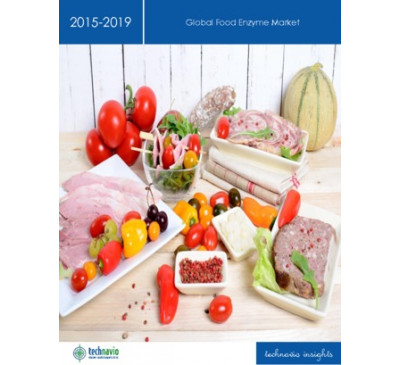 2015-2019
Global Food Enzyme Market
technavio
technavio insights